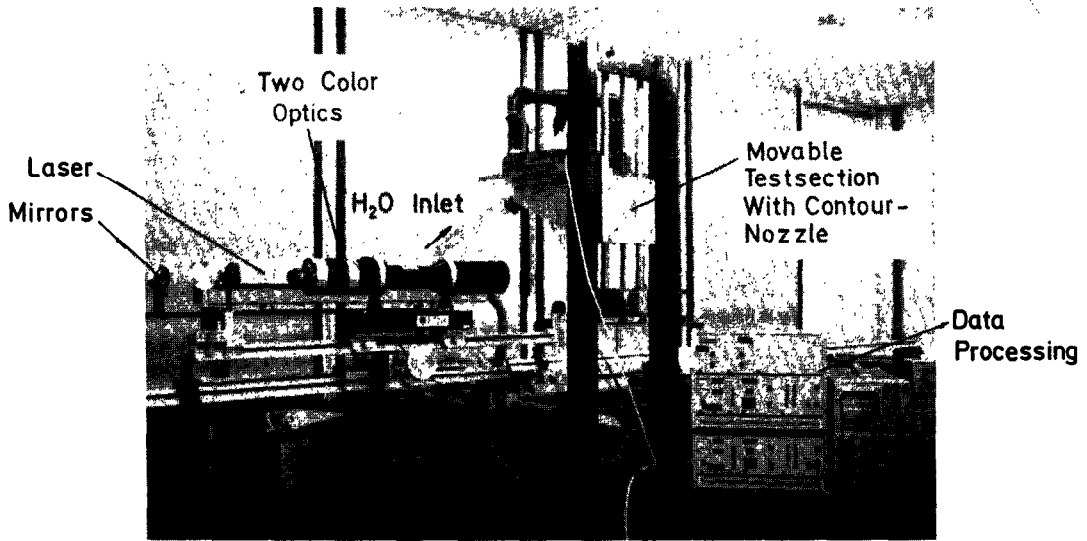 Two Color
Optics
Laser
Mirrors
H₂O Inlet
Movable
Testsection
With Contour-
Nozzle
Data
Processing